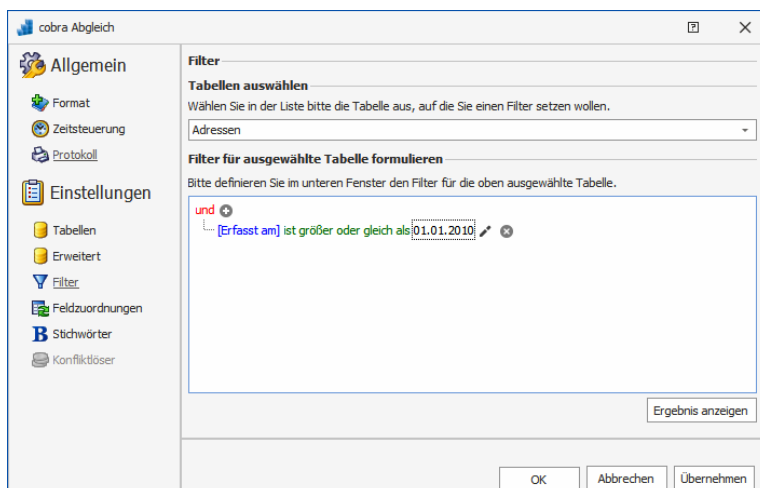 cobra Abgleich
Allgemein
Format
Zeitsteuerung
Protokoll
Einstellungen
Tabellen
Erweitert
Filter
Feldzuordnungen
B Stichwörter
Konfliktlöser
Filter
Tabellen auswählen
Wählen Sie in der Liste bitte die Tabelle aus, auf die Sie einen Filter setzen wollen.
Adressen
Filter für ausgewählte Tabelle formulieren
Bitte definieren Sie im unteren Fenster den Filter für die oben ausgewählte Tabelle.
und
[Erfasst am] ist größer oder gleich als 01.01.2010
Ergebnis anzeigen
OK Abbrechen Übernehmen